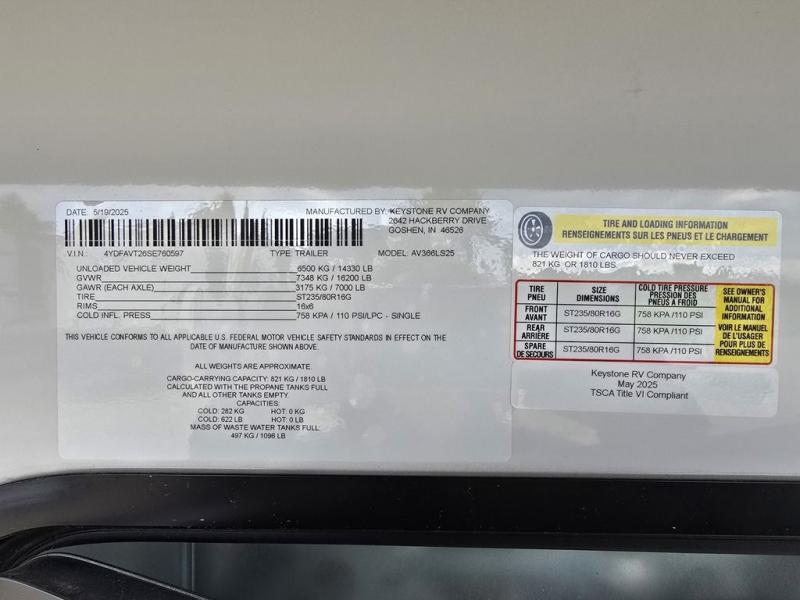 DATE: 5/19/2025 MANUFACTURED BY: KEYSTONE RV COMPANY
2642 HACKBERRY DRIVE
GOSHEN, IN 46526
V.I.N.: 4YDFAVT26SE760597 TYPE: TRAILER MODEL: AV366LS25
UNLOADED VEHICLE WEIGHT 6500 KG / 14330 LB
GVWR 7348 KG / 16200 LB
GAWR (EACH AXLE) 3175 KG / 7000 LB
TIRE ST235/80R16G
RIMS 16x6
COLD INFL. PRESS 758 KPA / 110 PSI/LPC - SINGLE
THIS VEHICLE CONFORMS TO ALL APPLICABLE U.S. FEDERAL MOTOR VEHICLE SAFETY STANDARDS IN EFFECT ON THE
DATE OF MANUFACTURE SHOWN ABOVE.
ALL WEIGHTS ARE APPROXIMATE.
CARGO-CARRYING CAPACITY: 821 KG / 1810 LB
CALCULATED WITH THE PROPANE TANKS FULL
AND ALL OTHER TANKS EMPTY.
CAPACITIES:
COLD: 282 KG HOT: 0 KG
COLD: 622 LB HOT: 0 LB
MASS OF WASTE WATER TANKS FULL:
497 KG / 1096 LB
TIRE AND LOADING INFORMATION
RENSEIGNEMENTS SUR LES PNEUS ET LE CHARGEMENT
THE WEIGHT OF CARGO SHOULD NEVER EXCEED
821 KG OR 1810 LBS.
TIRE
PNEU
SIZE
DIMENSIONS
COLD TIRE PRESSURE
PRESSION DES
PNEUS A FROID
FRONT
AVANT
ST235/80R16G
758 KPA /110 PSI
REAR
ARRIÈRE
ST235/80R16G
758 KPA /110 PSI
SPARE
DE SECOURS
ST235/80R16G
758 KPA /110 PSI
SEE OWNER'S
MANUAL FOR
ADDITIONAL
INFORMATION
VOIR LE MANUEL
DE L'USAGER
POUR PLUS DE
RENSEIGNEMENTS
Keystone RV Company
May 2025
TSCA Title VI Compliant